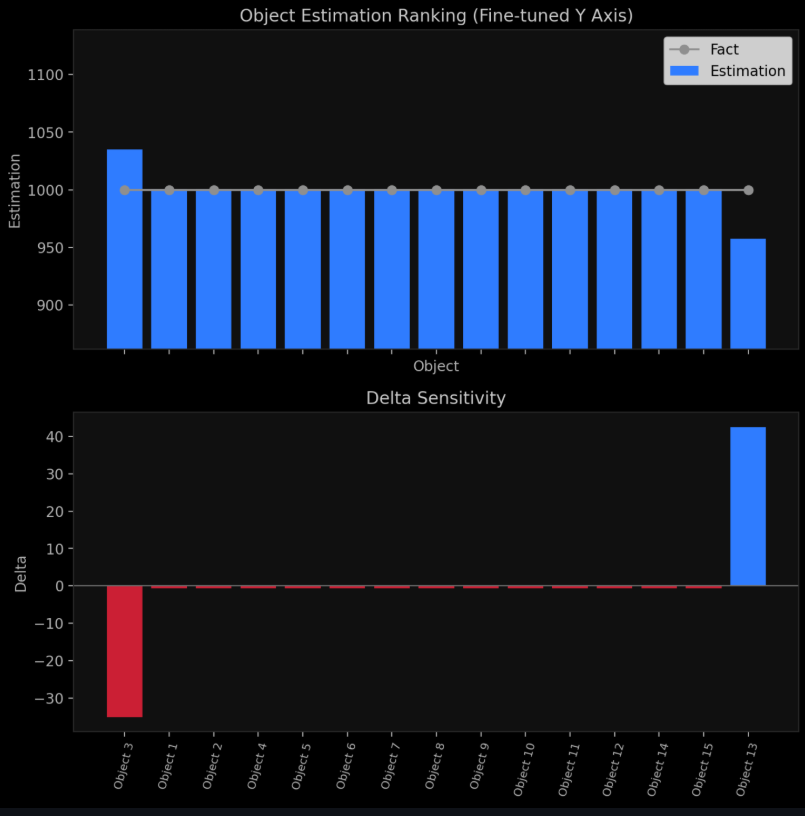 Object Estimation Ranking (Fine-tuned Y Axis)
Fact
Estimation
1100
1050
1000
950
900
Estimation
Object
Delta Sensitivity
40
30
20
10
0
−10
−20
−30
Delta
Object 3
Object 1
Object 2
Object 4
Object 5
Object 6
Object 7
Object 8
Object 9
Object 10
Object 11
Object 12
Object 14
Object 15
Object 13